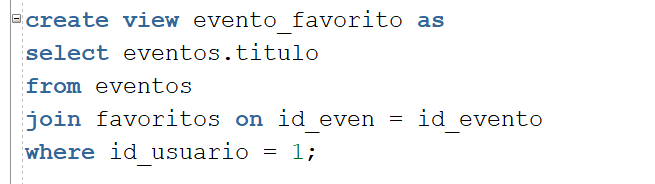 create view evento_favorito as
select eventos.titulo
from eventos
join favoritos on id_even = id_evento
where id_usuario = 1;